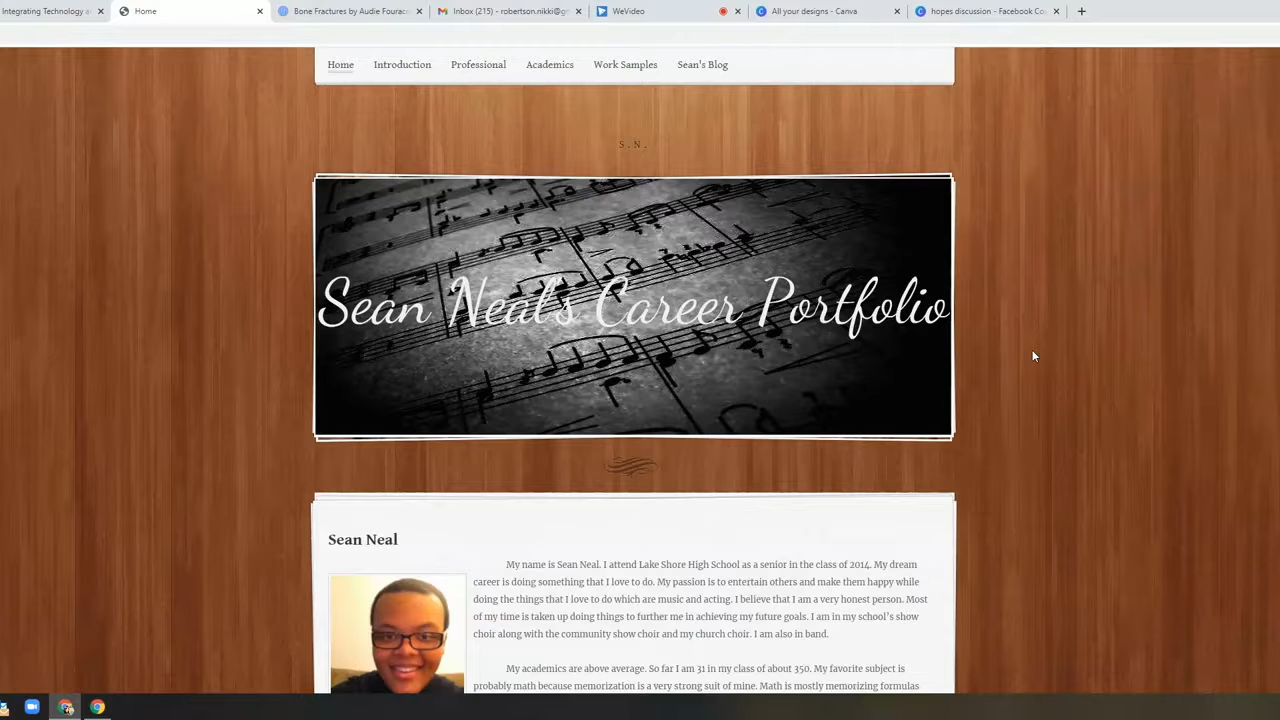 Integrating Technology a
Home
Bone Fractures by Audie Fourac
Inbox (215) - robertson.nikki@g
WeVideo
All your designs - Canva
hopes discussion - Facebook Co
Home Introduction Professional Academics Work Samples Sean's Blog
S.N.
Sean Neal's Career Portfolio
Sean Neal
My name is Sean Neal. I attend Lake Shore High School as a senior in the class of 2014. My dream
career is doing something that I love to do. My passion is to entertain others and make them happy while
doing the things that I love to do which are music and acting. I believe that I am a very honest person. Most
of my time is taken up doing things to further me in achieving my future goals. I am in my school's show
choir along with the community show choir and my church choir. I am also in band.
My academics are above average. So far I am 31 in my class of about 350. My favorite subject is
probably math because memorization is a very strong suit of mine. Math is mostly memorizing formulas